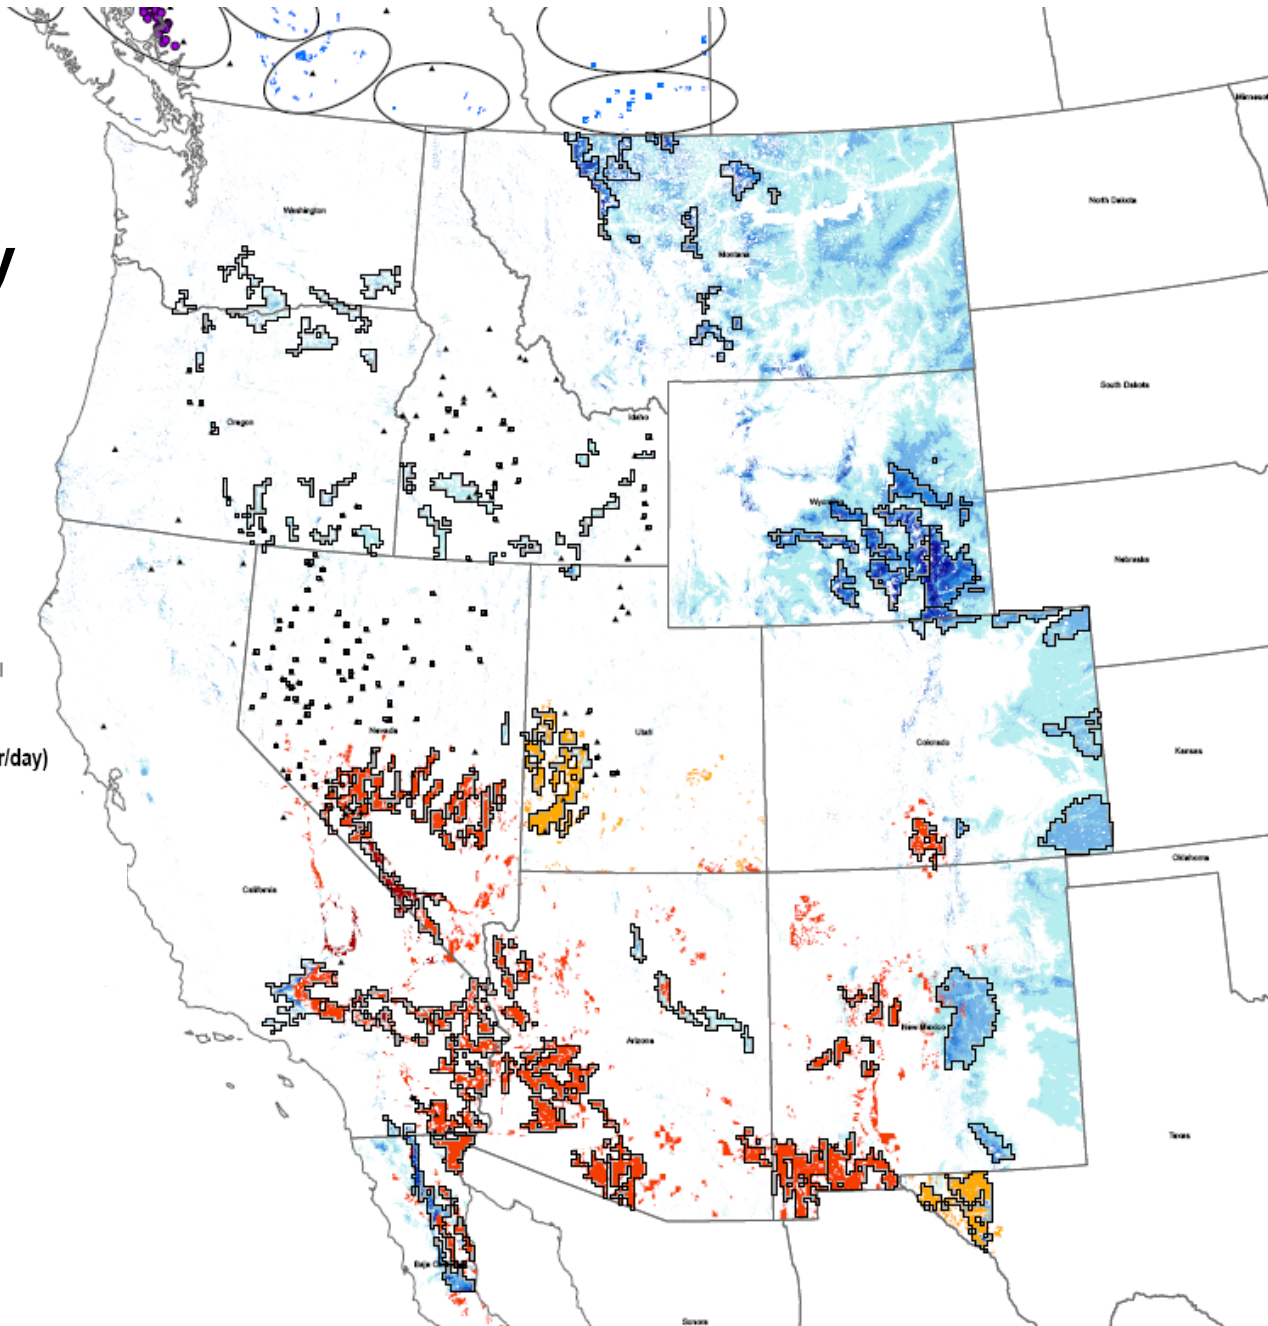 Minnesot
Washington
North Dakota
y
Montana
South Dakota
Idaho
Oregon
Wyoming
Nebraska
l
Nevada
Utah
Colorado
Kansas
r/day)
Oklahoma
California
New Mexico
Arizona
Texas
Sonora